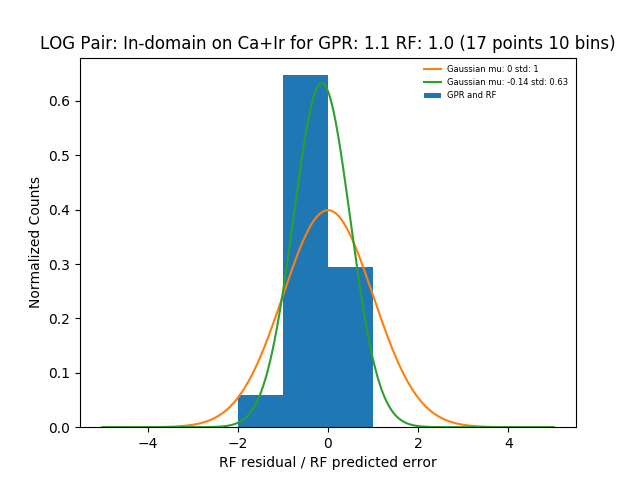 LOG Pair: In-domain on Ca+Ir for GPR: 1.1 RF: 1.0 (17 points 10 bins)
Gaussian mu: 0 std: 1
Gaussian mu: -0.14 std: 0.63
GPR and RF
Normalized Counts
0.6
0.5
0.4
0.3
0.2
0.1
0.0
−4 −2 0 2 4
RF residual / RF predicted error